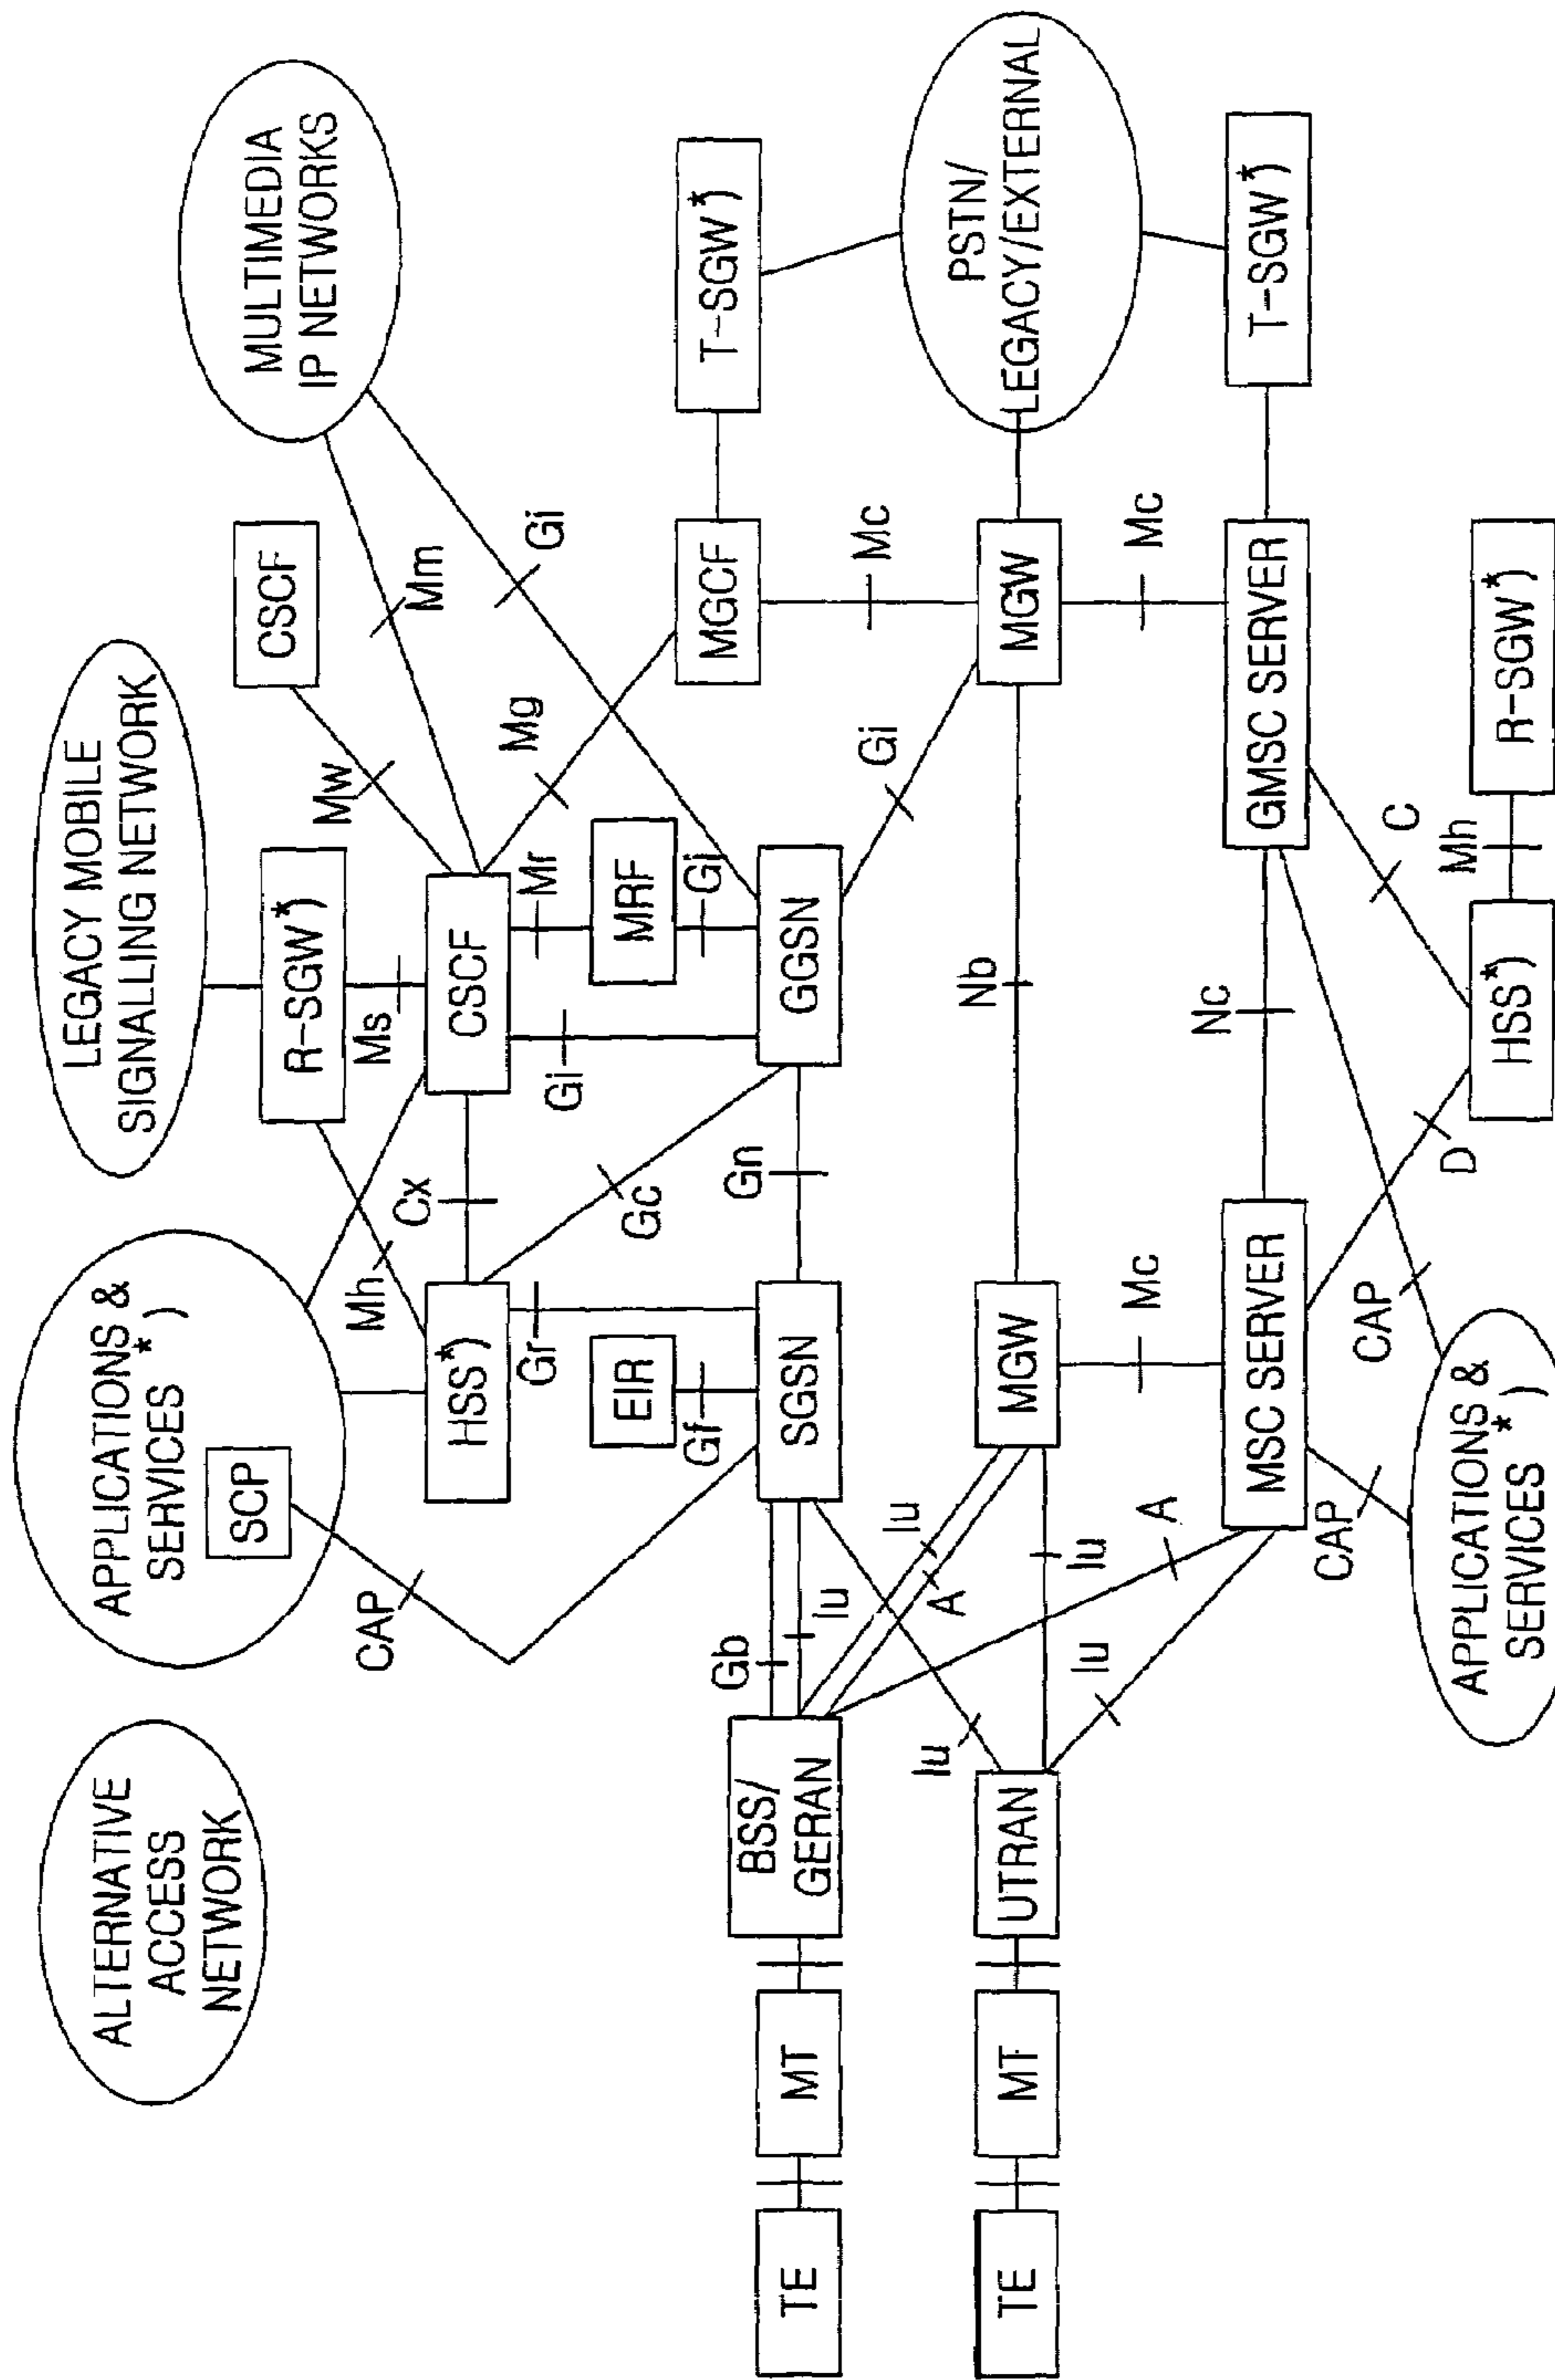 ALTERNATIVE
ACCESS
NETWORK
APPLICATIONS &
SERVICES *)
SCP
CAP
LEGACY MOBILE
SIGNALLING NETWORK
MULTIMEDIA
IP NETWORKS
R-SGW*)
Mh
Ms
Mw
CSCF
Mm
Gi
HSS*)
Cx
CSCF
Mg
Gr
Gc
Gi
Mr
MRF
Gi
EIR
Gf
MGCF
T-SGW*)
TE
MT
BSS/
GERAN
Gb
Iu
SGSN
Gn
GGSN
Gi
Mc
Iu
A
Iu
TE
MT
UTRAN
Iu
MGW
Nb
MGW
PSTN/
LEGACY/EXTERNAL
Iu
A
Mc
Mc
MSC SERVER
Nc
GMSC SERVER
T-SGW*)
CAP
CAP
D
C
APPLICATIONS &
SERVICES *)
HSS*)
Mh
R-SGW*)